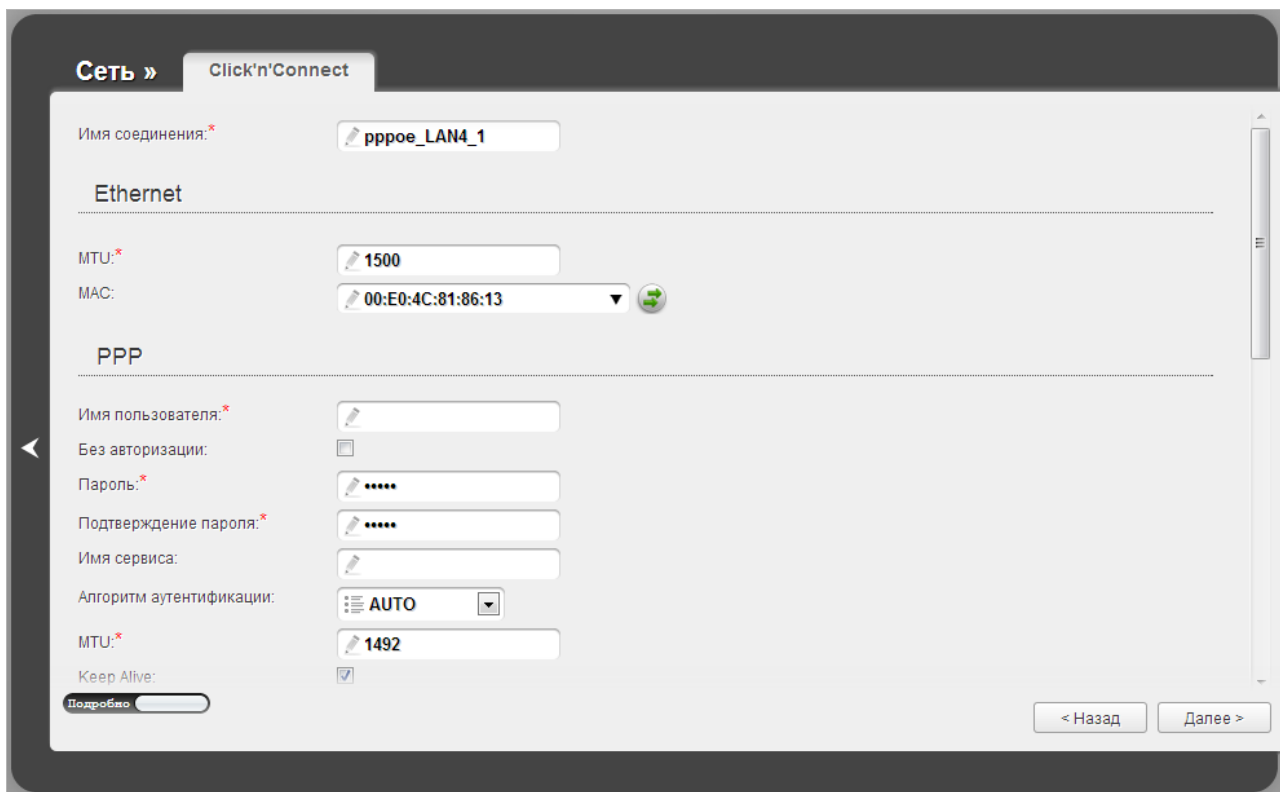 Сеть » Click'n'Connect
Имя соединения:* pppoe_LAN4_1
Ethernet
MTU:* 1500
MAC: 00:E0:4C:81:86:13
PPP
Имя пользователя:*
Без авторизации:
Пароль:* •••••
Подтверждение пароля:* •••••
Имя сервиса:
Алгоритм аутентификации: AUTO
MTU:* 1492
Keep Alive:
Подробно
< Назад Далее >